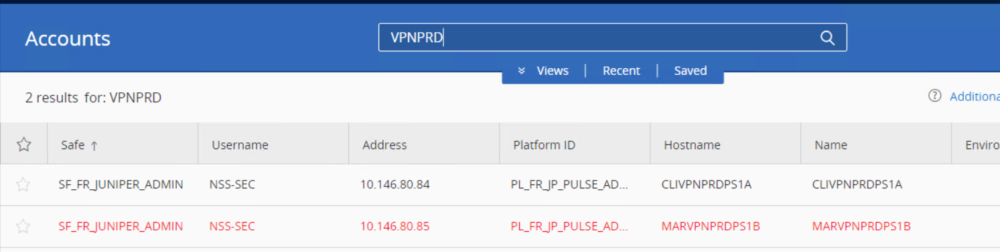 Accounts
VPNPRD
Views | Recent | Saved
2 results for: VPNPRD
Additiona
Safe ↑ Username Address Platform ID Hostname Name Enviro
SF_FR_JUNIPER_ADMIN NSS-SEC 10.146.80.84 PL_FR_JP_PULSE_AD... CLIVPNPRDPS1A CLIVPNPRDPS1A
SF_FR_JUNIPER_ADMIN NSS-SEC 10.146.80.85 PL_FR_JP_PULSE_AD... MARVPNPRDPS1B MARVPNPRDPS1B